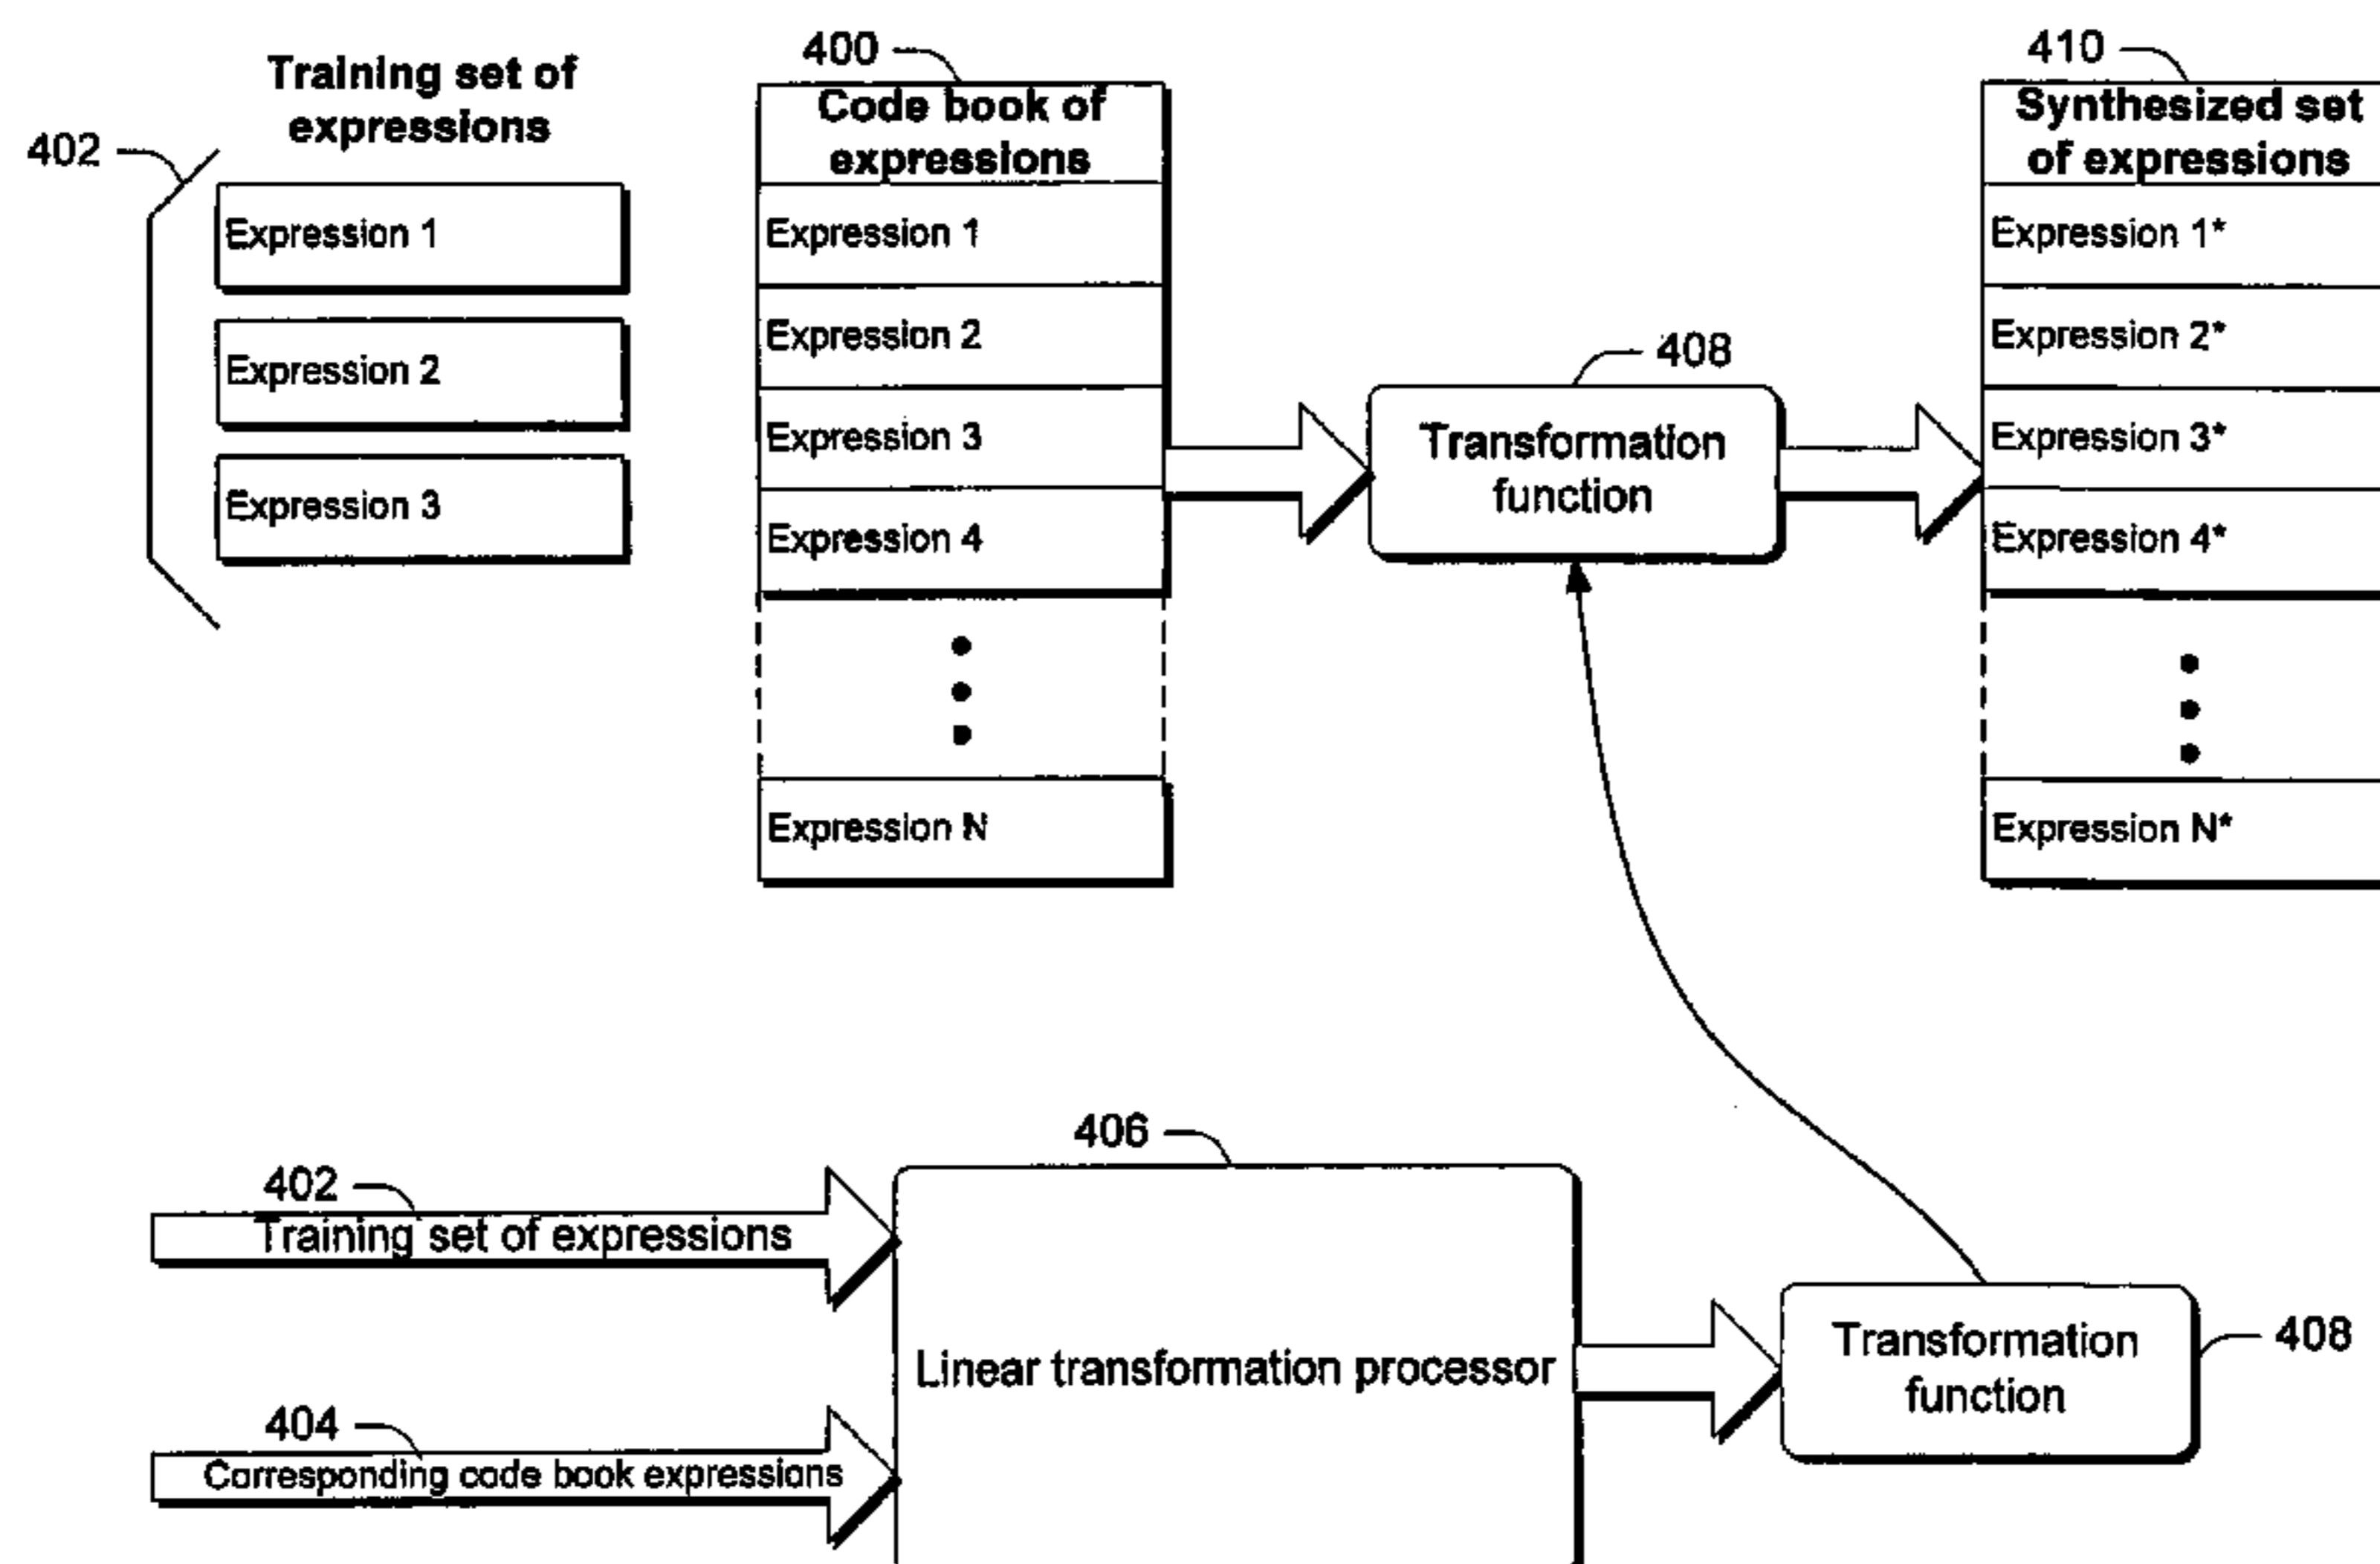 400
410
Training set of
expressions
Code book of
expressions
Synthesized set
of expressions
402
Expression 1
Expression 2
Expression 3
Expression 1
Expression 2
Expression 3
Expression 4
Expression N
408
Transformation
function
Expression 1*
Expression 2*
Expression 3*
Expression 4*
Expression N*
406
402
Training set of expressions
404
Corresponding code book expressions
Linear transformation processor
Transformation
function
408